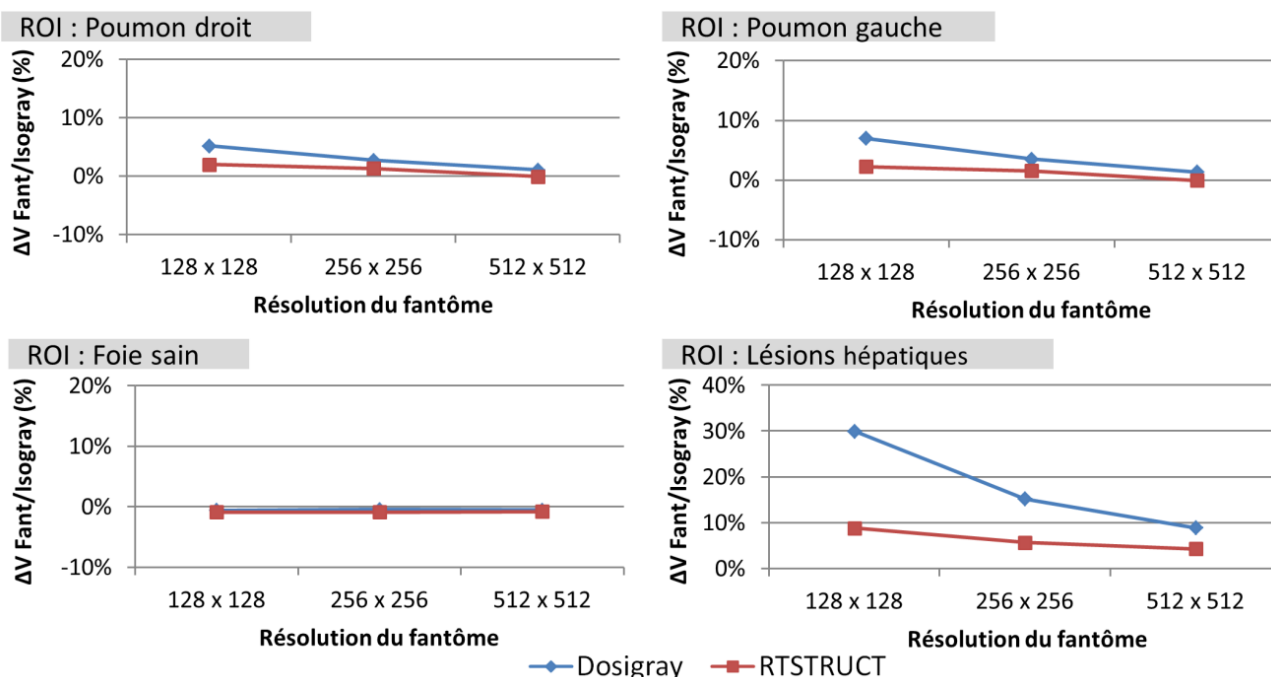 ROI : Poumon droit
20%
10%
0%
-10%
ΔV Fant/Isogray (%)
128 x 128 256 x 256 512 x 512
Résolution du fantôme
ROI : Poumon gauche
20%
10%
0%
-10%
ΔV Fant/Isogray (%)
128 x 128 256 x 256 512 x 512
Résolution du fantôme
ROI : Foie sain
20%
10%
0%
-10%
ΔV Fant/Isogray (%)
128 x 128 256 x 256 512 x 512
Résolution du fantôme
ROI : Lésions hépatiques
40%
30%
20%
10%
0%
ΔV Fant/Isogray (%)
128 x 128 256 x 256 512 x 512
Résolution du fantôme
Dosigray RTSTRUCT